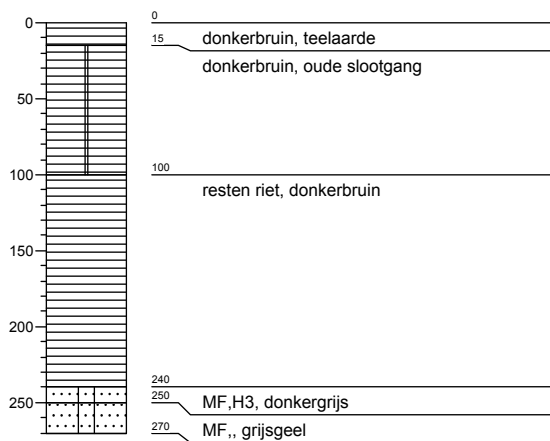 0
0
15
donkerbruin, teelaarde
donkerbruin, oude slootgang
50
100
100
resten riet, donkerbruin
150
200
240
250
250
MF,H3, donkergrijs
270
MF,, grijsgeel